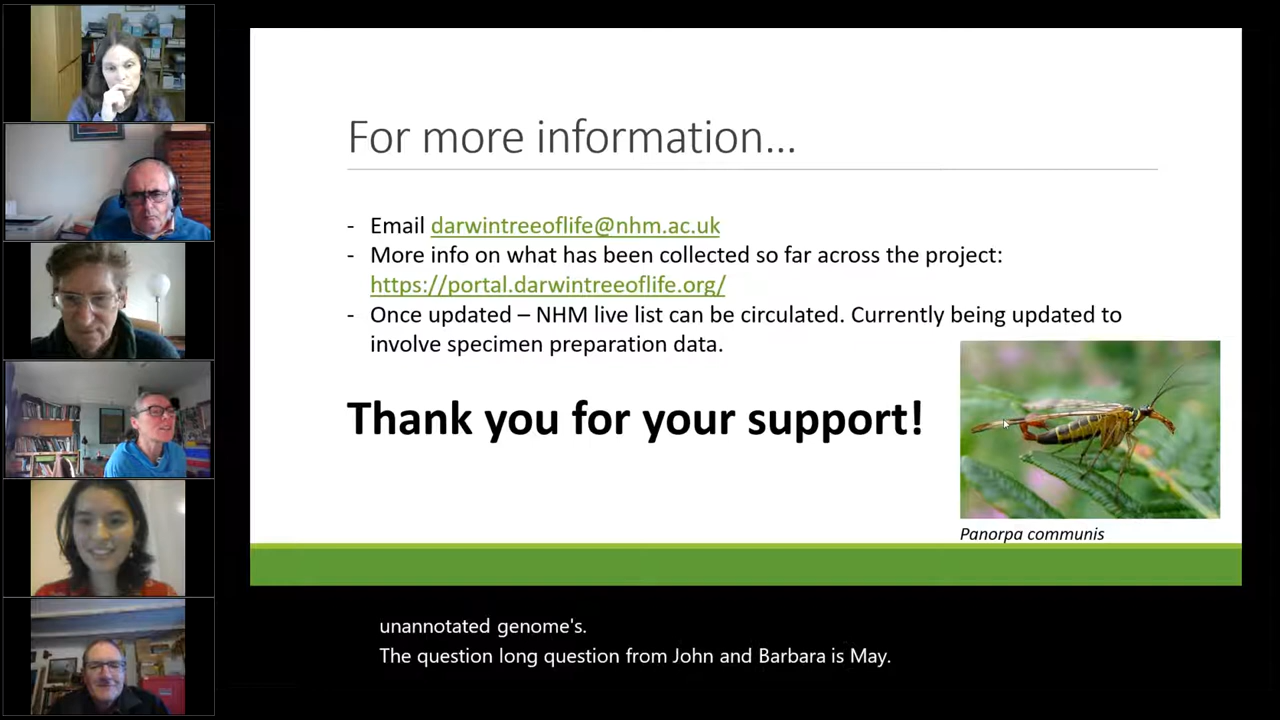 For more information...
- Email darwintreeoflife@nhm.ac.uk
- More info on what has been collected so far across the project:
https://portal.darwintreeoflife.org/
- Once updated – NHM live list can be circulated. Currently being updated to
involve specimen preparation data.
Thank you for your support!
Panorpa communis
unannotated genome's.
The question long question from John and Barbara is May.